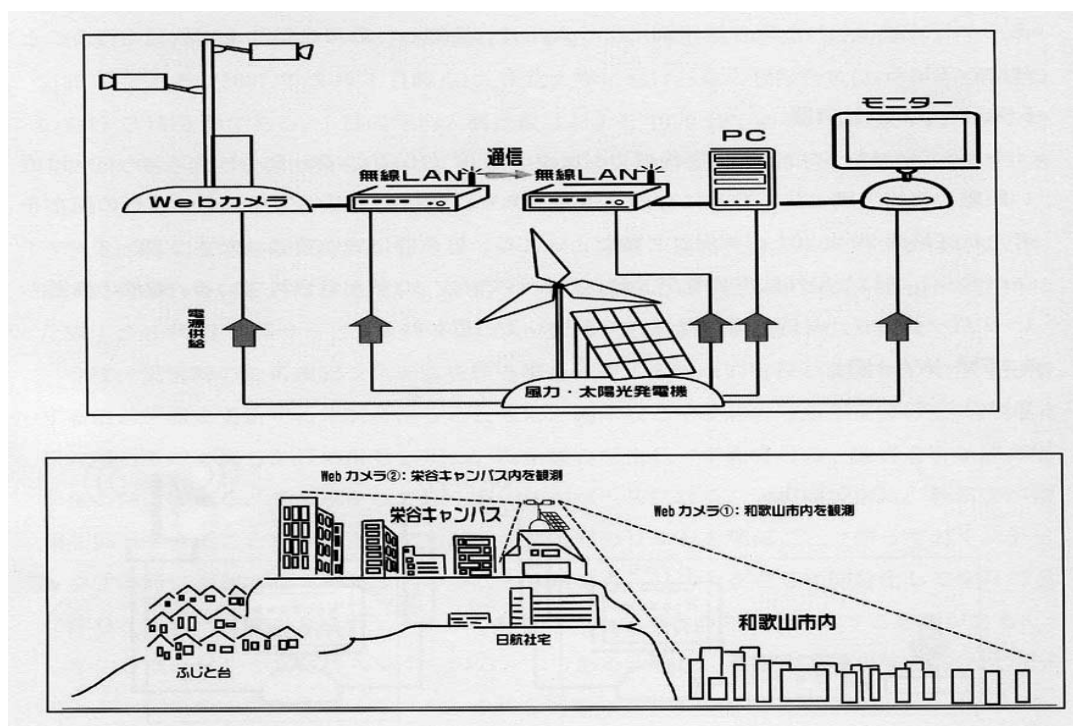 モニター
PC
通信
無線LAN
無線LAN
Webカメラ
電源供給
風力・太陽光発電機
Webカメラ②：栄谷キャンパス内を観測
栄谷キャンパス
Webカメラ①：和歌山市内を観測
和歌山市内
日航社宅
ふじと台